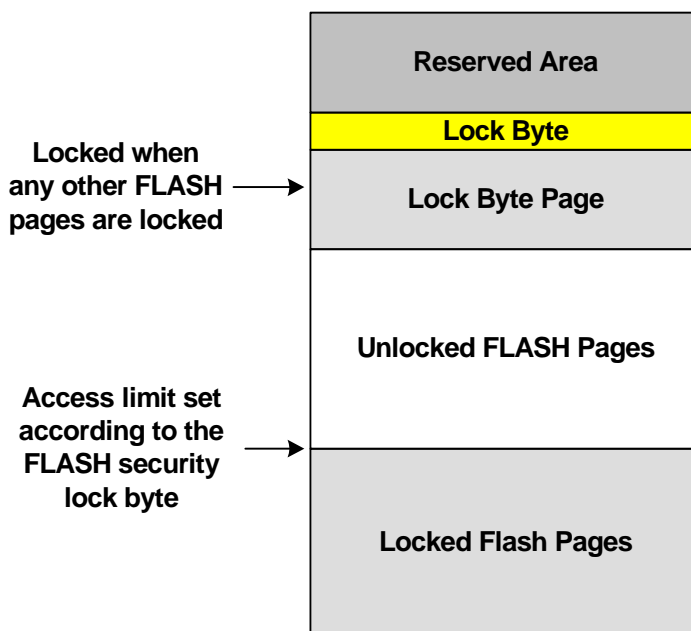 Reserved Area
Lock Byte
Locked when
any other FLASH
pages are locked
Lock Byte Page
Unlocked FLASH Pages
Access limit set
according to the
FLASH security
lock byte
Locked Flash Pages